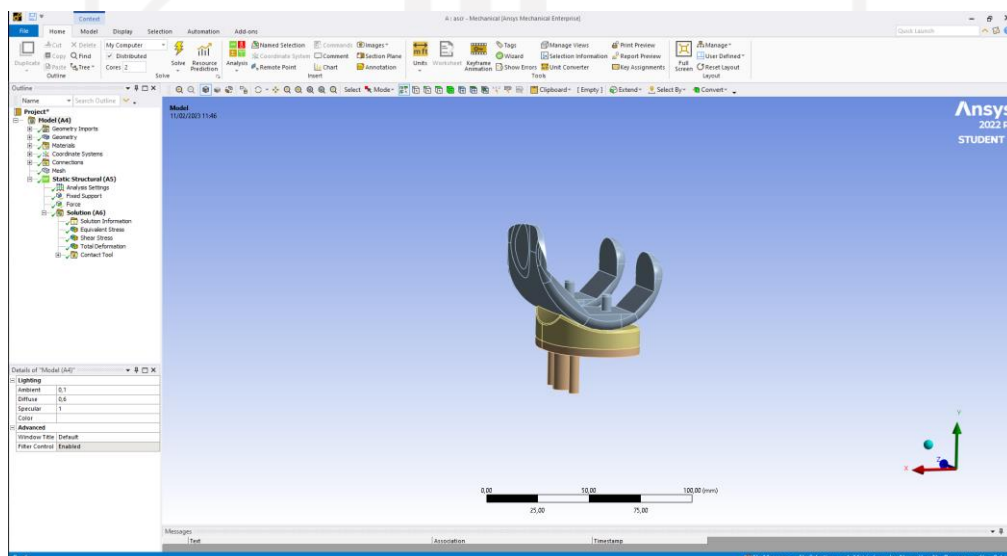 Context
A : ascr - Mechanical [Ansys Mechanical Enterprise]
File Home Model Display Selection Automation Add-ons
Quick Launch
Duplicate
Cut Delete
Copy Find
Paste Tree
Outline
My Computer
Distributed
Cores 2
Solve
Resource Prediction
Solve
Analysis
Named Selection
Coordinate System
Remote Point
Commands
Comment
Chart
Images
Section Plane
Annotation
Insert
Units
Worksheet
Keyframe Animation
Tags
Wizard
Show Errors
Manage Views
Selection Information
Unit Converter
Print Preview
Report Preview
Key Assignments
Tools
Full Screen
Manage
User Defined
Reset Layout
Layout
Outline
Name
Search Outline
Select
Mode
Clipboard
[Empty]
Extend
Select By
Convert
Project*
Model (A4)
Geometry Imports
Geometry
Materials
Coordinate Systems
Connections
Mesh
Static Structural (A5)
Analysis Settings
Fixed Support
Force
Solution (A6)
Solution Information
Equivalent Stress
Shear Stress
Total Deformation
Contact Tool
Model
11/02/2023 11:46
Ansys
2022
STUDENT
Details of "Model (A4)"
Lighting
Ambient 0,1
Diffuse 0,6
Specular 1
Color
Advanced
Window Title Default
Filter Control Enabled
Y
X
Z
0,00 50,00 100,00 (mm)
25,00 75,00
Messages
Text Association Timestamp